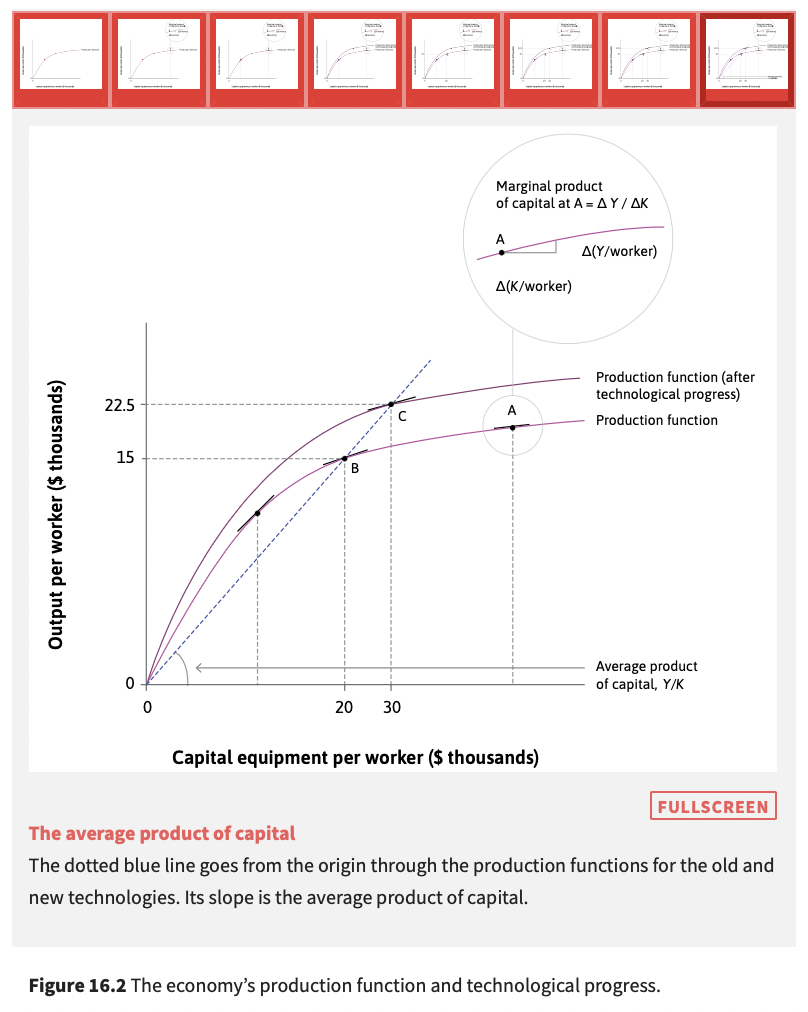 Marginal product
of capital at A = Δ Y / ΔK
A
Δ(Y/worker)
Δ(K/worker)
Output per worker ($ thousands)
22.5
15
0
C
B
A
Production function (after
technological progress)
Production function
Average product
of capital, Y/K
0
20
30
Capital equipment per worker ($ thousands)
FULLSCREEN
The average product of capital
The dotted blue line goes from the origin through the production functions for the old and
new technologies. Its slope is the average product of capital.
Figure 16.2 The economy's production function and technological progress.